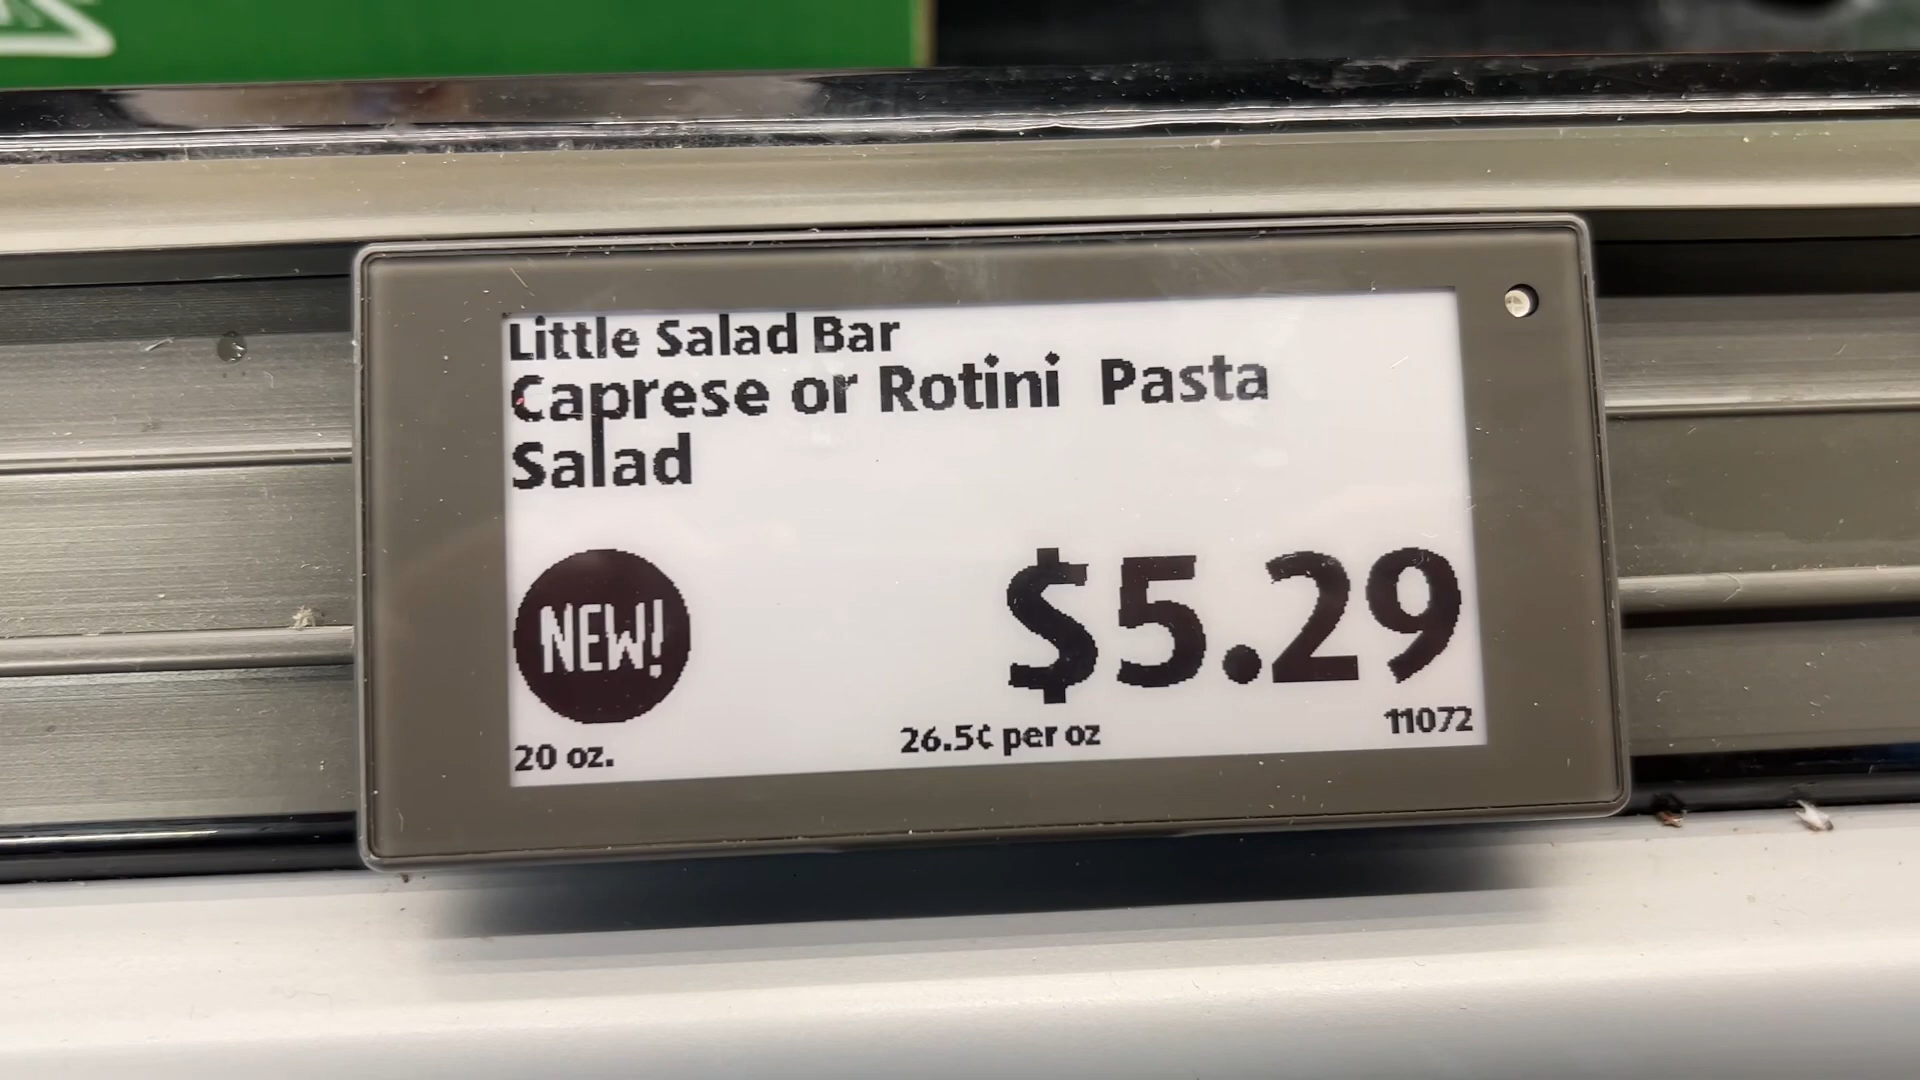 Little Salad Bar
Caprese or Rotini Pasta
Salad
NEW!
$5.29
20 oz.
26.5¢ per oz
11072